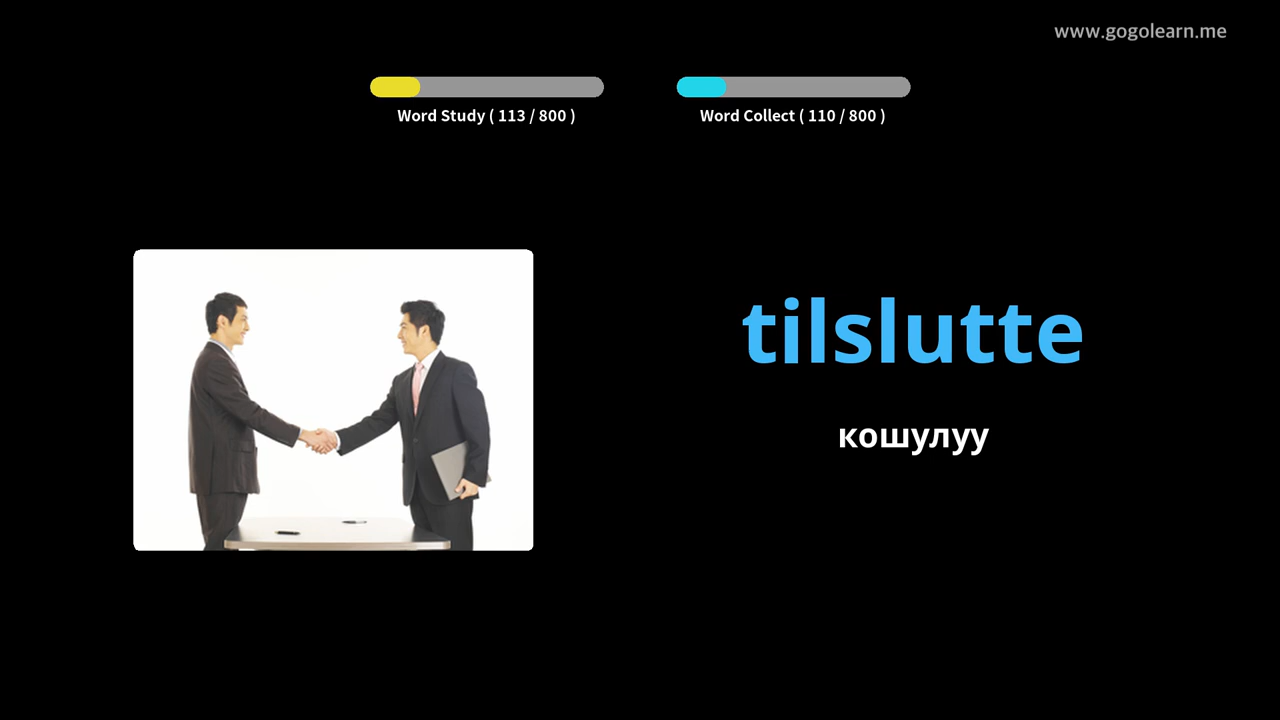 www.gogolearn.me
Word Study ( 113 / 800 )
Word Collect ( 110 / 800 )
tilslutte
кошулуу